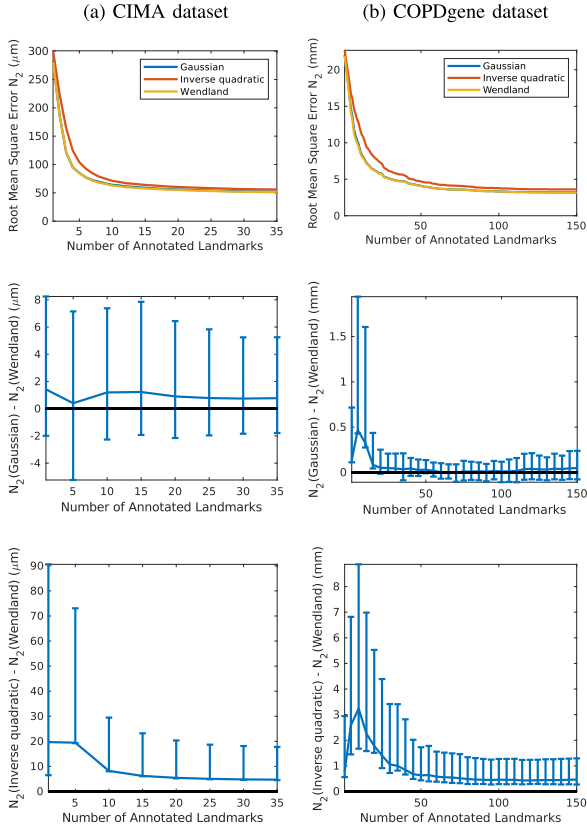 (a) CIMA dataset
(b) COPDgene dataset
Root Mean Square Error N2 (μm)
300
250
200
150
100
50
0
Gaussian
Inverse quadratic
Wendland
5 10 15 20 25 30 35
Number of Annotated Landmarks
Root Mean Square Error N2 (mm)
20
15
10
5
0
Gaussian
Inverse quadratic
Wendland
50 100 150
Number of Annotated Landmarks
N2(Gaussian) - N2(Wendland) (μm)
8
6
4
2
0
-2
-4
5 10 15 20 25 30 35
Number of Annotated Landmarks
N2(Gaussian) - N2(Wendland) (mm)
1.5
1
0.5
0
50 100 150
Number of Annotated Landmarks
N2(Inverse quadratic) - N2(Wendland) (μm)
90
80
70
60
50
40
30
20
10
0
5 10 15 20 25 30 35
Number of Annotated Landmarks
N2(Inverse quadratic) - N2(Wendland) (mm)
8
7
6
5
4
3
2
1
0
50 100 150
Number of Annotated Landmarks